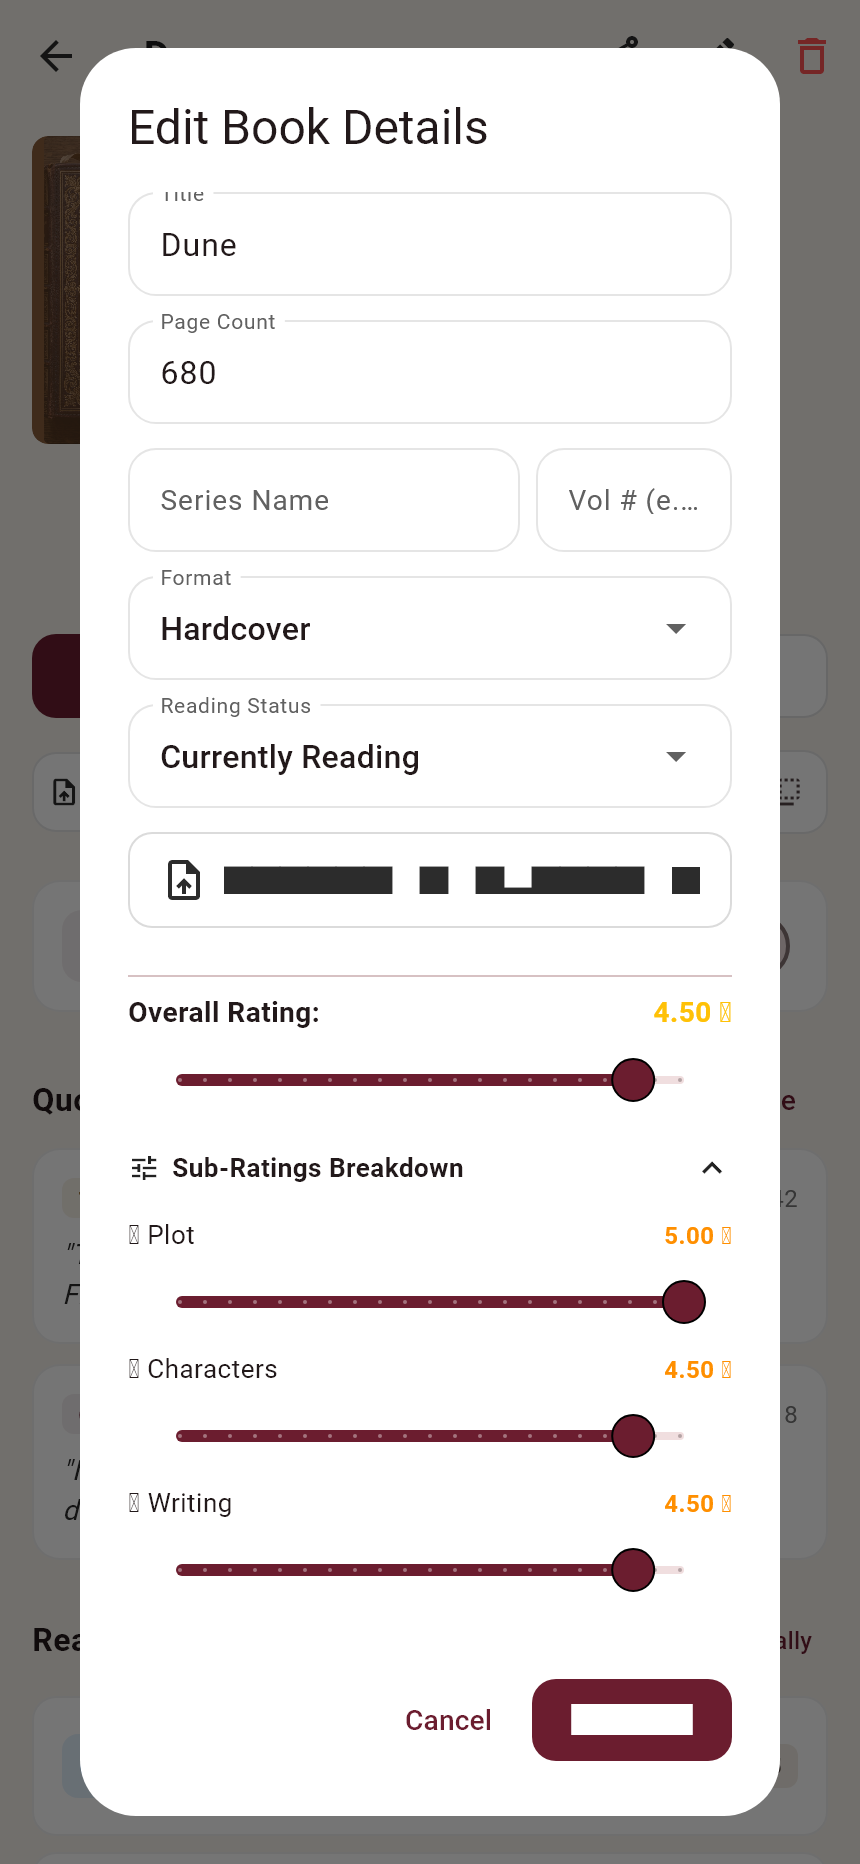 Edit Book Details
Title
Dune
Page Count
680
Series Name
Vol # (e....
Format
Hardcover
Reading Status
Currently Reading
Overall Rating:
4.50
Sub-Ratings Breakdown
Plot
5.00
Characters
4.50
Writing
4.50
Cancel